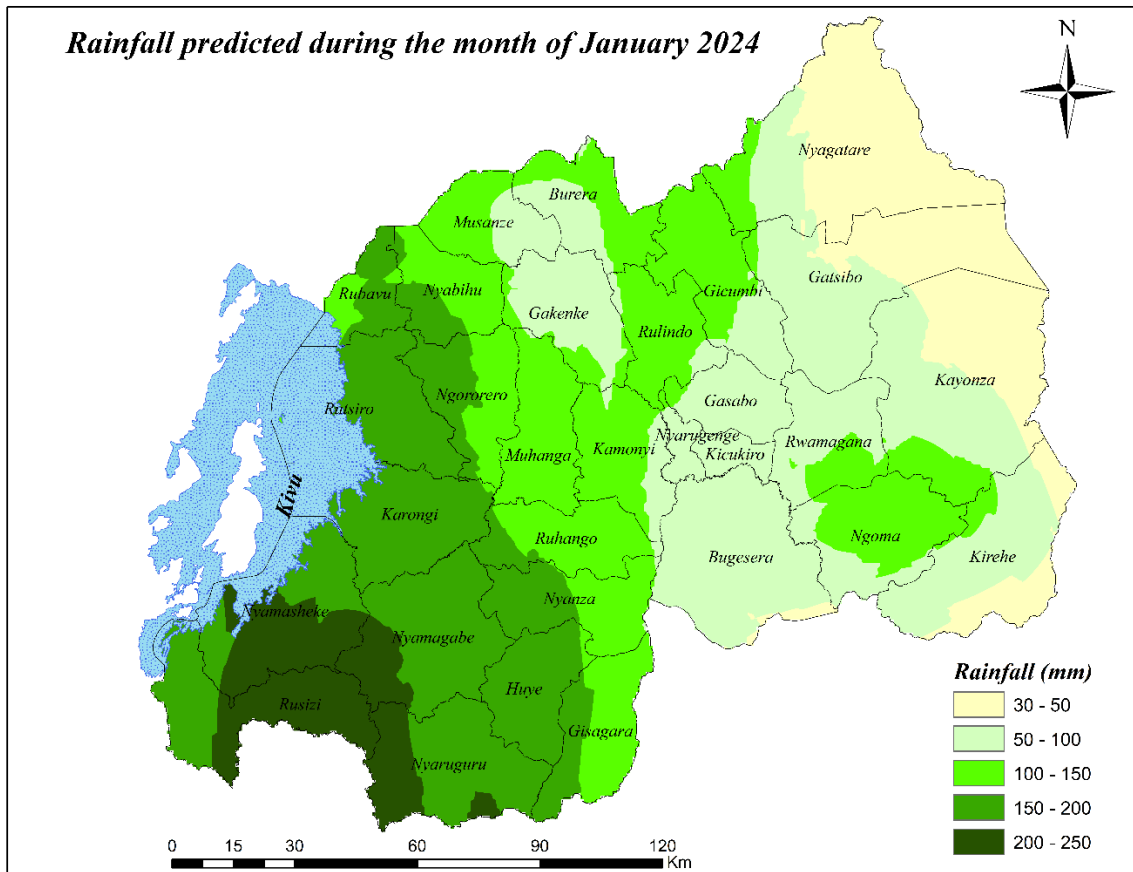 Rainfall predicted during the month of January 2024
N
Nyagatare
Burera
Musanze
Gatsibo
Rubavu
Nyabihu
Gicumbi
Gakenke
Rulindo
Kayonza
Ngororero
Gasabo
Rutsiro
Nyarugenge
Rwamagana
Muhanga
Kamonyi
Kicukiro
Kivu
Karongi
Ruhango
Ngoma
Bugesera
Kirehe
Nyanza
Nyamasheke
Nyamagabe
Huye
Rusizi
Gisagara
Nyaruguru
Rainfall (mm)
30 - 50
50 - 100
100 - 150
150 - 200
200 - 250
0 15 30 60 90 120
Km